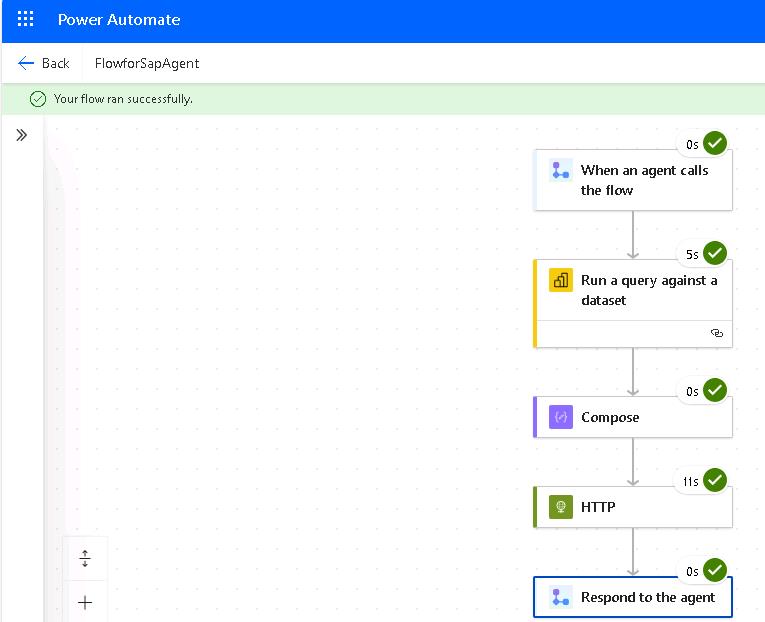 Power Automate
Back FlowforSapAgent
Your flow ran successfully.
0s
When an agent calls
the flow
5s
Run a query against a
dataset
0s
Compose
11s
HTTP
0s
Respond to the agent